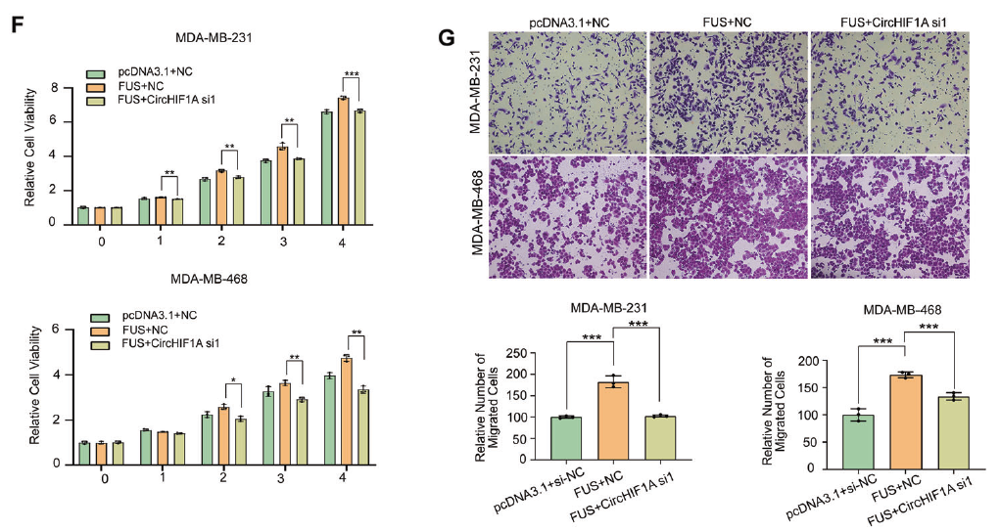 F
MDA-MB-231
pcDNA3.1+NC
FUS+NC
FUS+CircHIF1A si1
Relative Cell Viability
8
6
4
2
0
**
**
**
***
0 1 2 3 4
MDA-MB-468
pcDNA3.1+NC
FUS+NC
FUS+CircHIF1A si1
Relative Cell Viability
6
4
2
0
*
**
**
0 1 2 3 4
G
pcDNA3.1+NC FUS+NC FUS+CircHIF1A si1
MDA-MB-231
MDA-MB-468
MDA-MB-231
Relative Number of
Migrated Cells
250
200
150
100
50
0
***
***
pcDNA3.1+si-NC
FUS+NC
FUS+CircHIF1A si1
MDA-MB-468
Relative Number of
Migrated Cells
200
150
100
50
0
***
***
pcDNA3.1+si-NC
FUS+NC
FUS+CircHIF1A si1